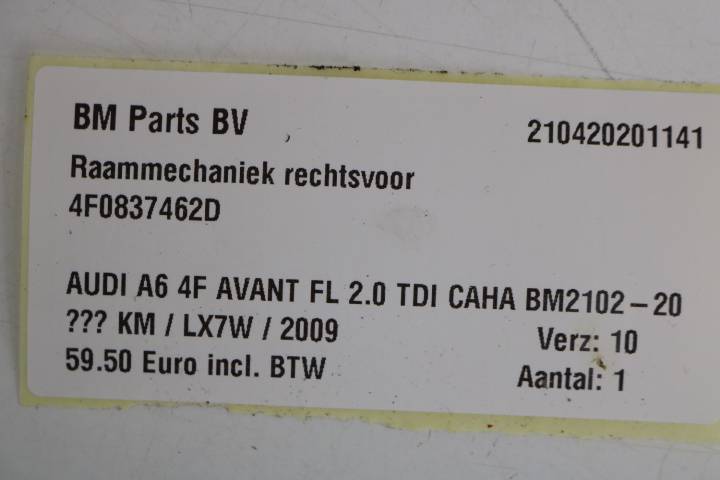 BM Parts BV 210420201141
Raammechaniek rechtsvoor
4F0837462D
AUDI A6 4F AVANT FL 2.0 TDI CAHA BM2102-20
??? KM / LX7W / 2009 Verz: 10
59.50 Euro incl. BTW Aantal: 1